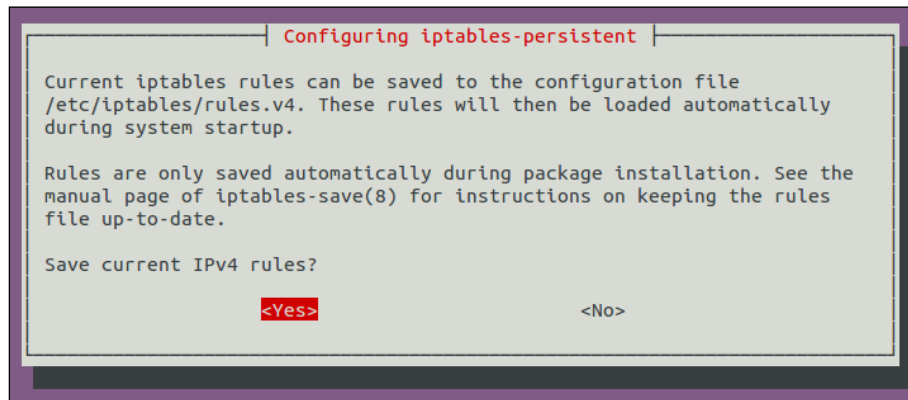 Configuring iptables-persistent
Current iptables rules can be saved to the configuration file
/etc/iptables/rules.v4. These rules will then be loaded automatically
during system startup.
Rules are only saved automatically during package installation. See the
manual page of iptables-save(8) for instructions on keeping the rules
file up-to-date.
Save current IPv4 rules?
<Yes> <No>